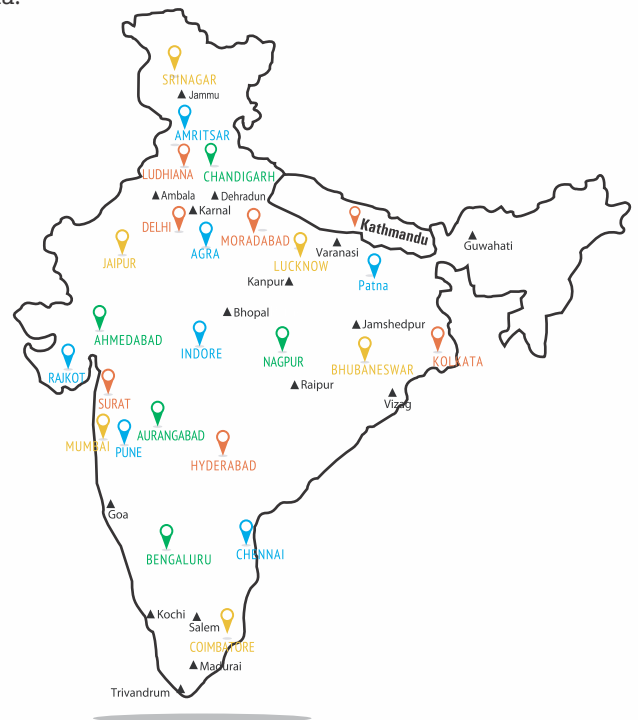 SRINAGAR
Jammu
AMRITSAR
LUDHIANA
CHANDIGARH
Ambala
Dehradun
Karnal
DELHI
MORADABAD
Kathmandu
AGRA
JAIPUR
LUCKNOW
Varanasi
Guwahati
Kanpur
Patna
Bhopal
Jamshedpur
AHMEDABAD
INDORE
NAGPUR
BHUBANESWAR
KOLKATA
RAJKOT
Raipur
SURAT
Vizag
MUMBAI
PUNE
AURANGABAD
HYDERABAD
Goa
BENGALURU
CHENNAI
Kochi
Salem
COIMBATORE
Madurai
Trivandrum